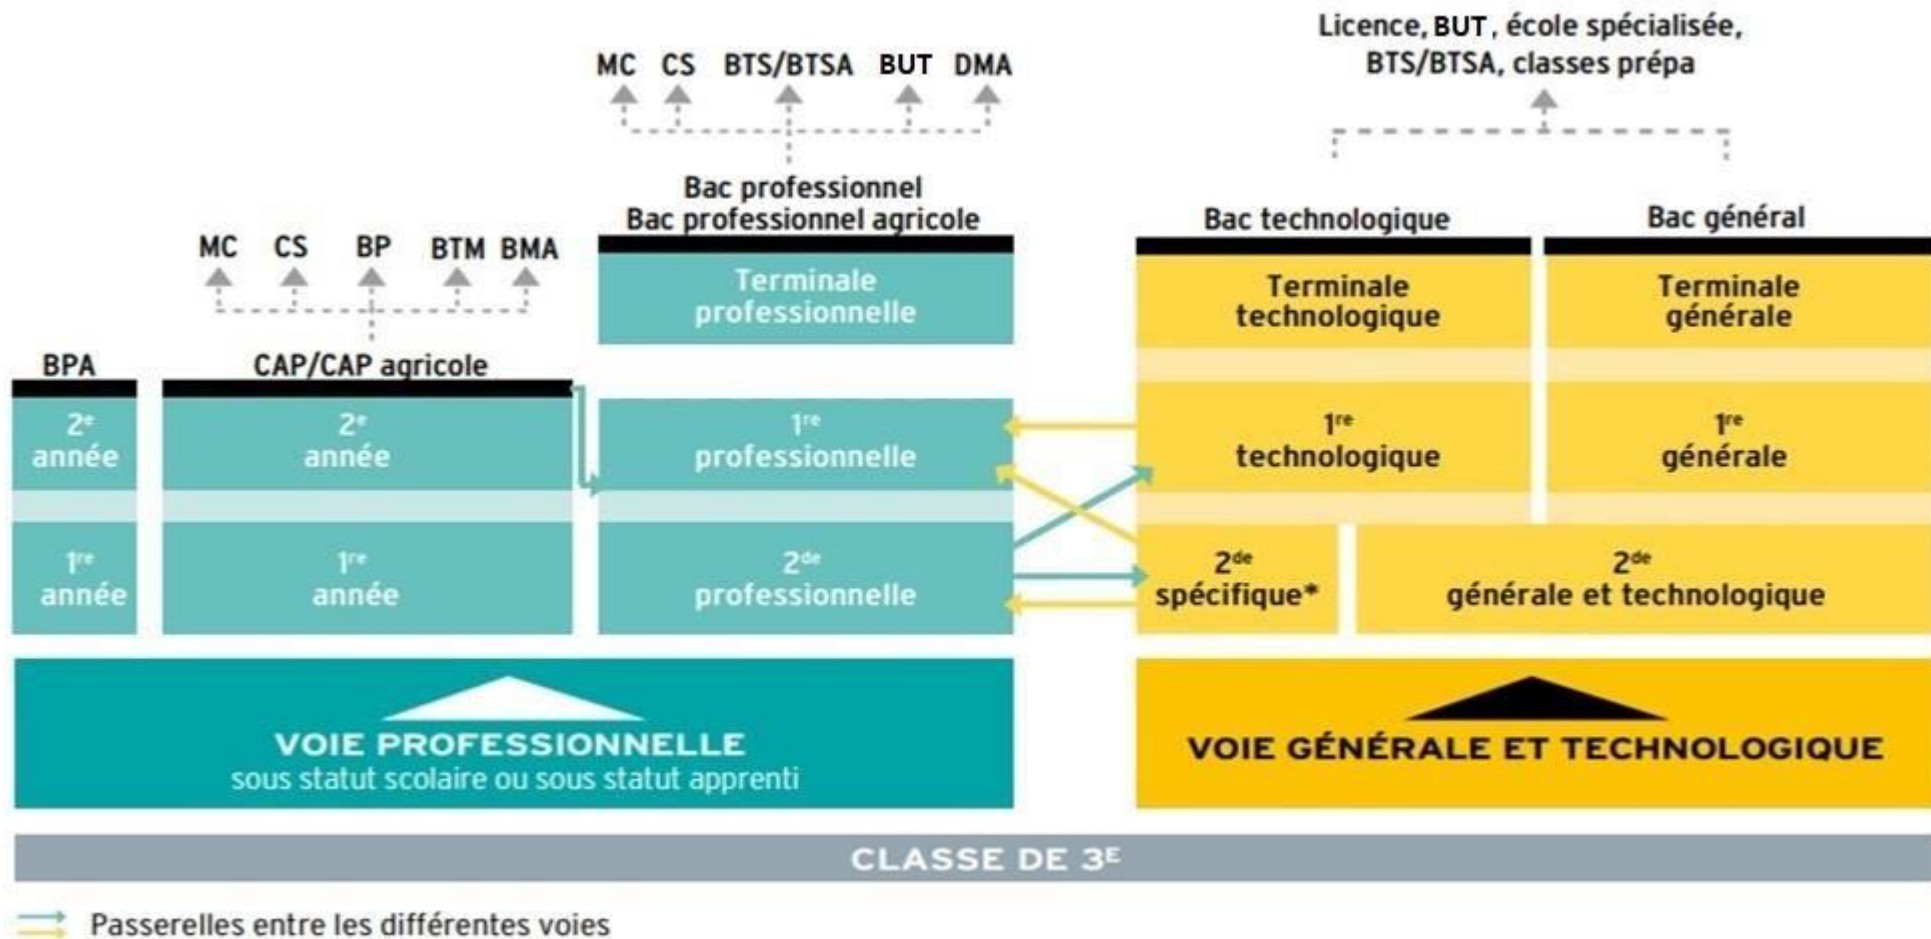 Licence, BUT, école spécialisée,
BTS/BTSA, classes prépa
MC CS BTS/BTSA BUT DMA
Bac professionnel
Bac professionnel agricole
Bac technologique
Bac général
MC CS BP BTM BMA
Terminale
professionnelle
Terminale
technologique
Terminale
générale
BPA
CAP/CAP agricole
2e
année
2e
année
1re
professionnelle
1re
technologique
1re
générale
1re
année
1re
année
2de
professionnelle
2de
spécifique*
2de
générale et technologique
VOIE PROFESSIONNELLE
sous statut scolaire ou sous statut apprenti
VOIE GÉNÉRALE ET TECHNOLOGIQUE
CLASSE DE 3E
Passerelles entre les différentes voies